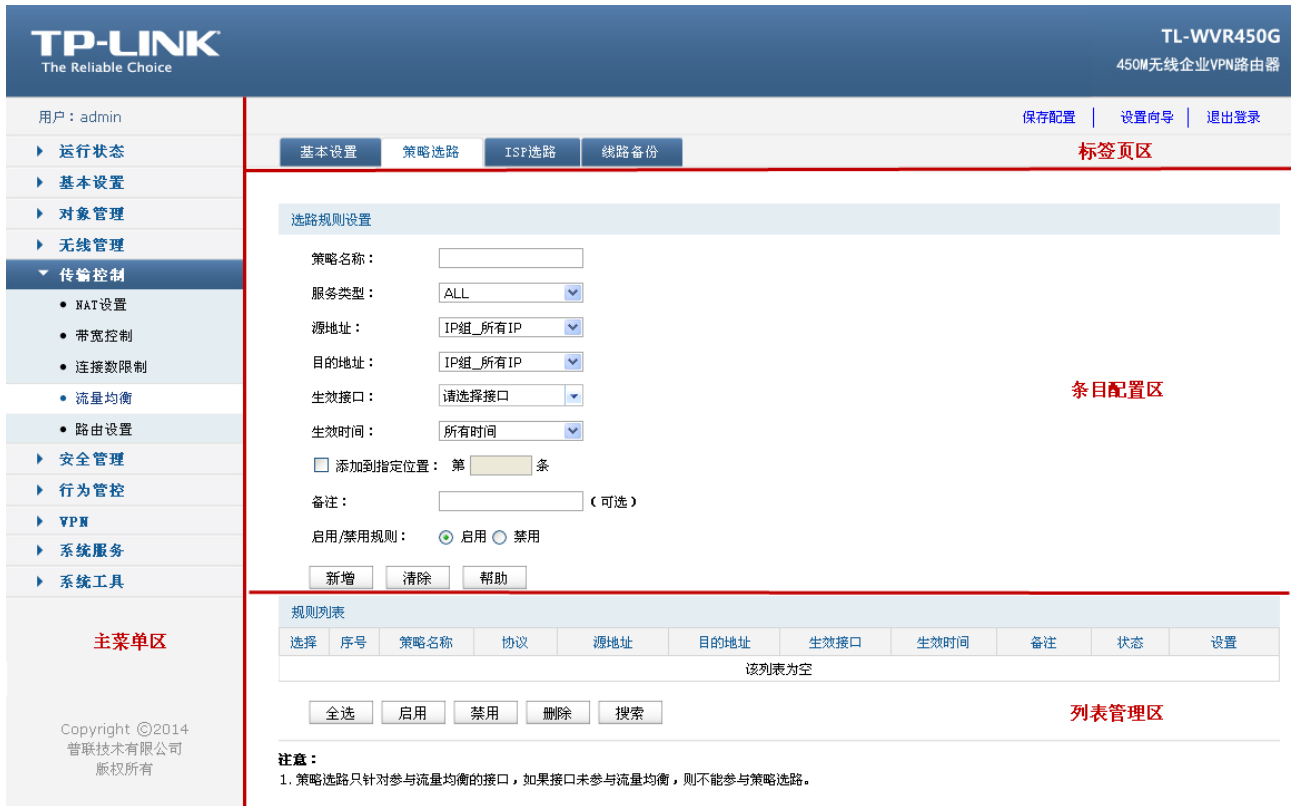 TP-LINK
The Reliable Choice
TL-WVR450G
450M无线企业VPN路由器
用户：admin
保存配置 | 设置向导 | 退出登录
运行状态
基本设置
对象管理
无线管理
传输控制
NAT设置
带宽控制
连接数限制
流量均衡
路由设置
安全管理
行为管控
VPN
系统服务
系统工具
主菜单区
Copyright ©2014
普联技术有限公司
版权所有
基本设置 策略选路 ISP选路 线路备份
标签页区
选路规则设置
策略名称：
服务类型： ALL
源地址： IP组_所有IP
目的地址： IP组_所有IP
生效接口： 请选择接口
生效时间： 所有时间
添加到指定位置： 第 条
备注： （可选）
启用/禁用规则： 启用 禁用
新增 清除 帮助
条目配置区
规则列表
选择 序号 策略名称 协议 源地址 目的地址 生效接口 生效时间 备注 状态 设置
该列表为空
全选 启用 禁用 删除 搜索
列表管理区
注意：
1. 策略选路只针对参与流量均衡的接口，如果接口未参与流量均衡，则不能参与策略选路。